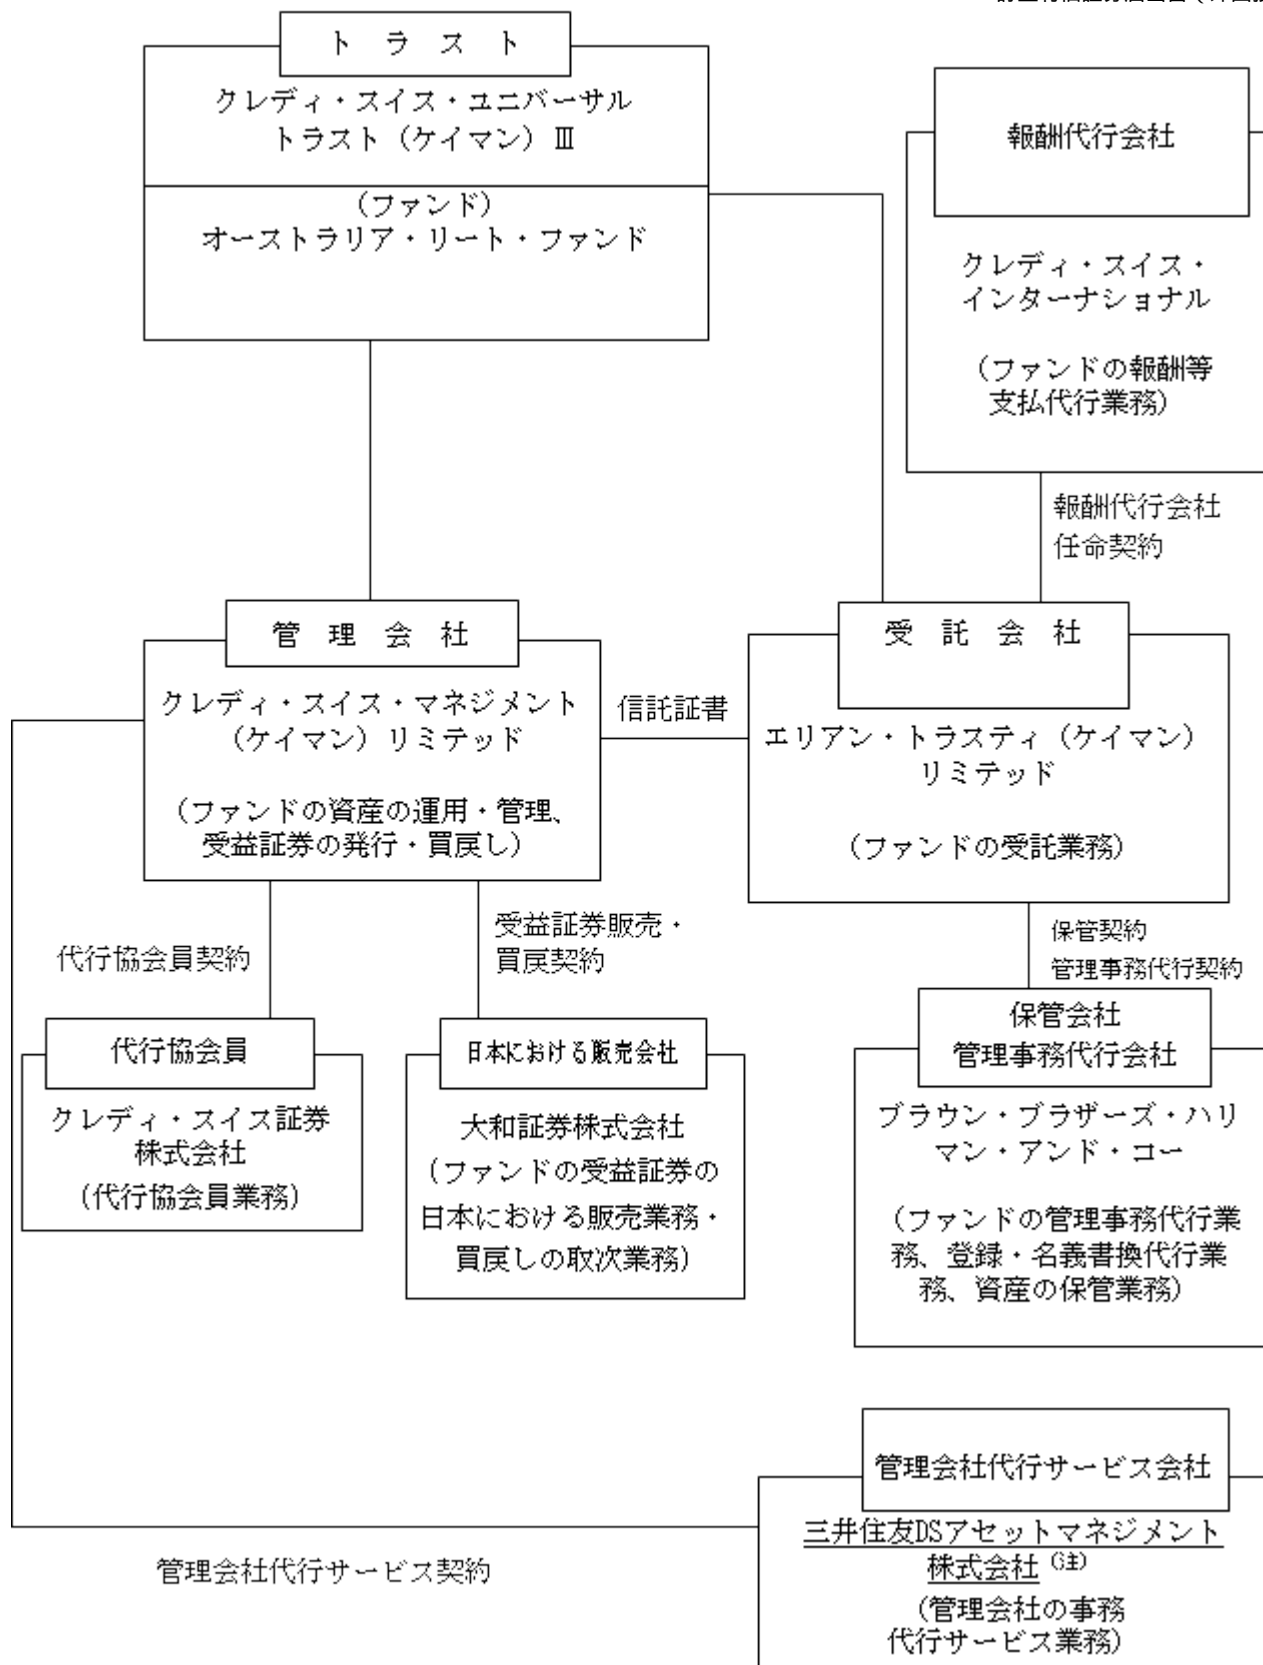 ト ラ ス ト
クレディ・スイス・ユニバーサル
トラスト（ケイマン）Ⅲ
（ファンド）
オーストラリア・リート・ファンド
報酬代行会社
クレディ・スイス・
インターナショナル
（ファンドの報酬等
支払代行業務）
報酬代行会社
任命契約
管 理 会 社
クレディ・スイス・マネジメント
（ケイマン）リミテッド
（ファンドの資産の運用・管理、
受益証券の発行・買戻し）
信託証書
受 託 会 社
エリアン・トラスティ（ケイマン）
リミテッド
（ファンドの受託業務）
代行協会員契約
受益証券販売・
買戻契約
保管契約
管理事務代行契約
代行協会員
クレディ・スイス証券
株式会社
（代行協会員業務）
日本における販売会社
大和証券株式会社
（ファンドの受益証券の
日本における販売業務・
買戻しの取次業務）
保管会社
管理事務代行会社
ブラウン・ブラザーズ・ハリ
マン・アンド・コー
（ファンドの管理事務代行業
務、登録・名義書換代行業
務、資産の保管業務）
管理会社代行サービス会社
三井住友DSアセットマネジメント
株式会社（注）
（管理会社の事務
代行サービス業務）
管理会社代行サービス契約